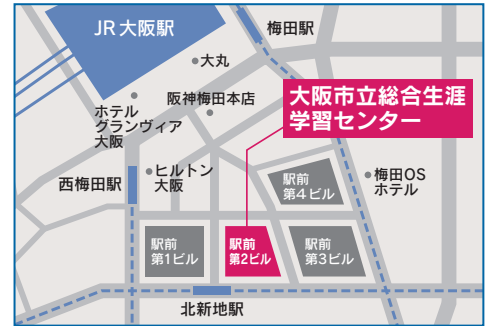 JR大阪駅
梅田駅
大丸
ホテル
グランヴィア
大阪
阪神梅田本店
大阪市立総合生涯
学習センター
西梅田駅
ヒルトン
大阪
駅前
第4ビル
梅田OS
ホテル
駅前
第1ビル
駅前
第2ビル
駅前
第3ビル
北新地駅